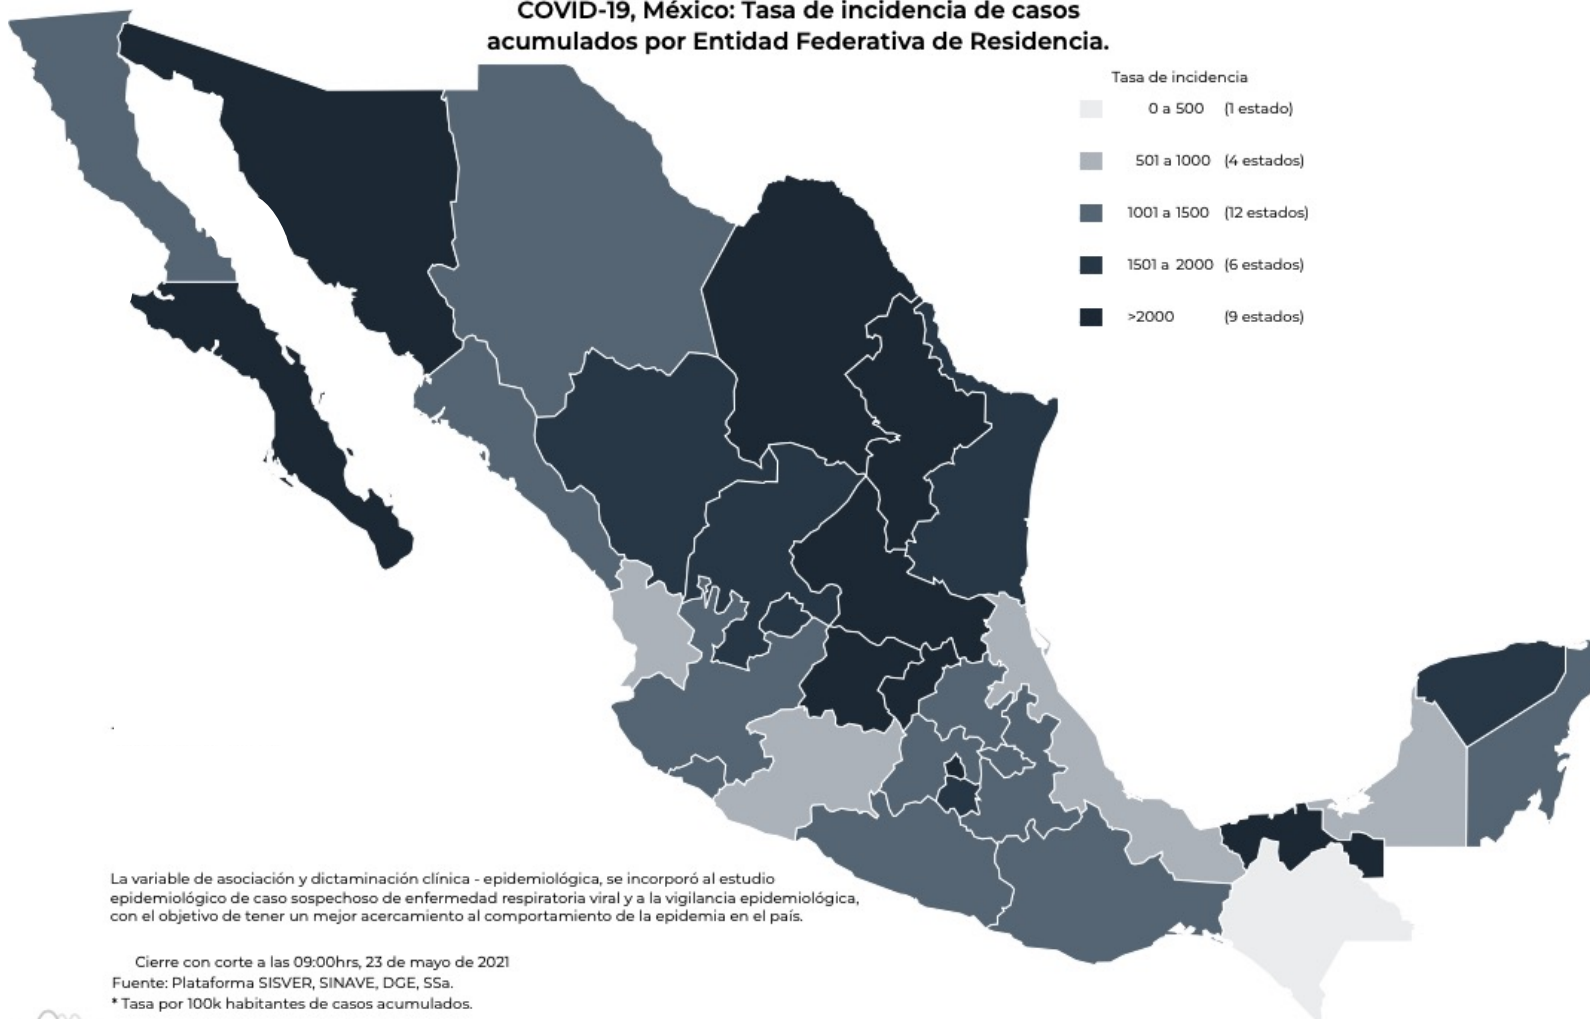 COVID-19, México: Tasa de incidencia de casos
acumulados por Entidad Federativa de Residencia.
Tasa de incidencia
0 a 500 (1 estado)
501 a 1000 (4 estados)
1001 a 1500 (12 estados)
1501 a 2000 (6 estados)
>2000 (9 estados)
La variable de asociación y dictaminación clínica - epidemiológica, se incorporó al estudio
epidemiológico de caso sospechoso de enfermedad respiratoria viral y a la vigilancia epidemiológica,
con el objetivo de tener un mejor acercamiento al comportamiento de la epidemia en el país.
Cierre con corte a las 09:00hrs, 23 de mayo de 2021
Fuente: Plataforma SISVER, SINAVE, DGE, SSa.
* Tasa por 100k habitantes de casos acumulados.